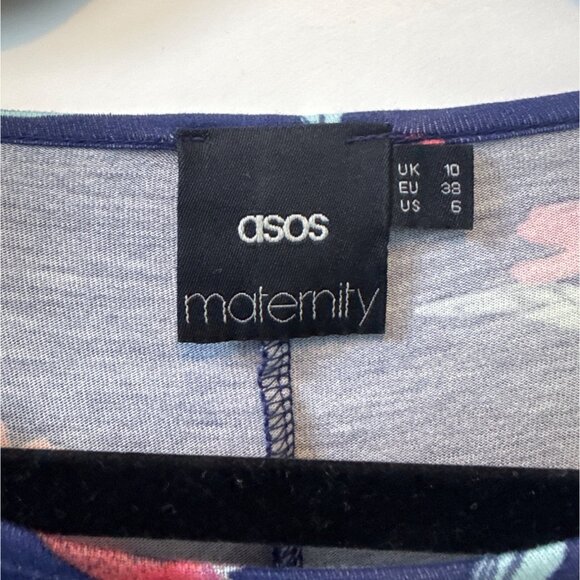 asos
maternity
UK 10
EU 38
US 6